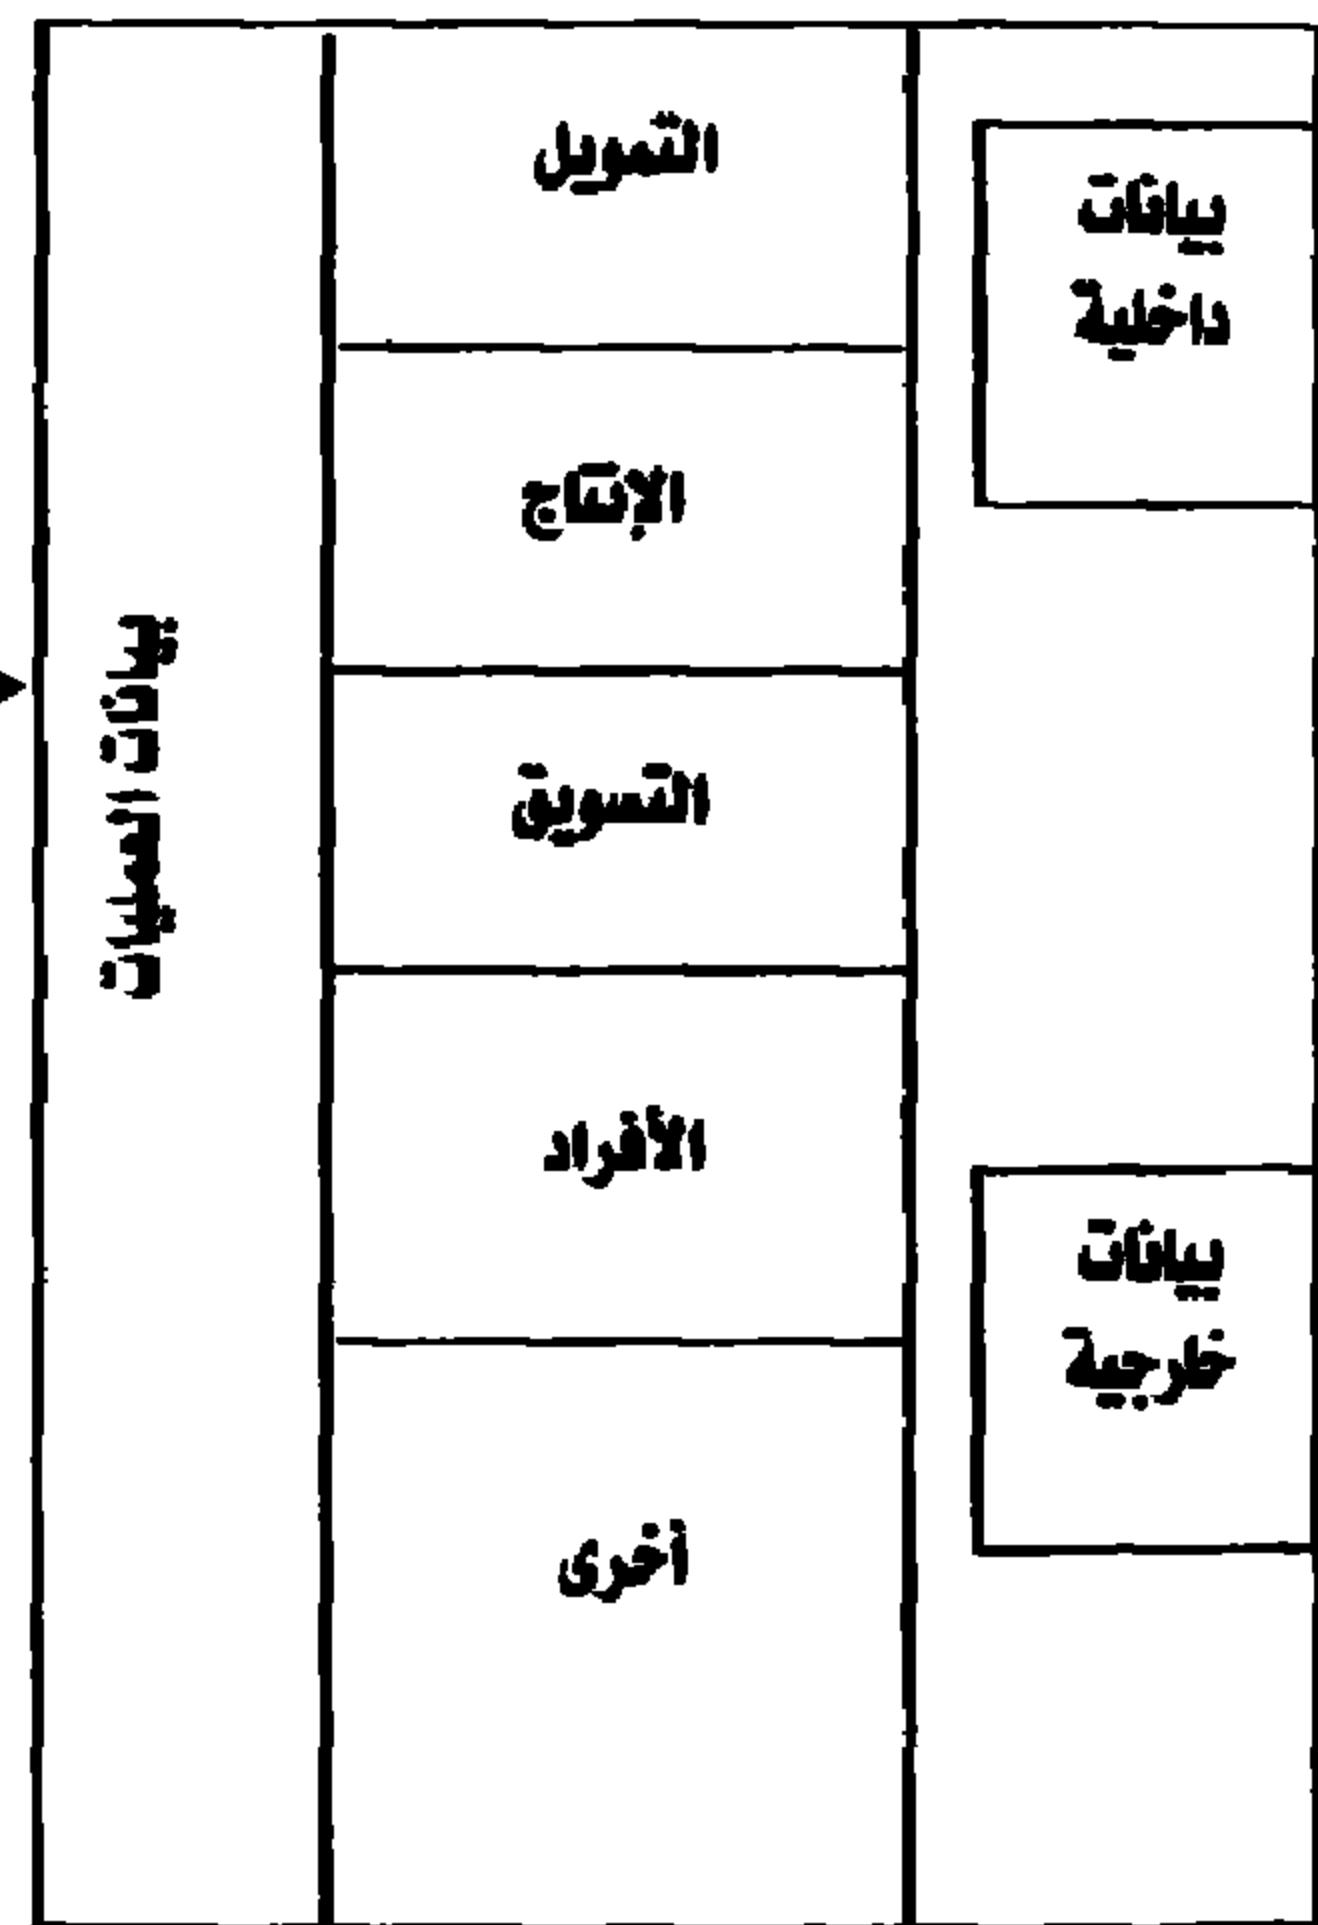 بيانات
داخلية
بيانات
خارجية
التمويل
الإنتاج
التسويق
الأفراد
أخرى
بيانات العمليات